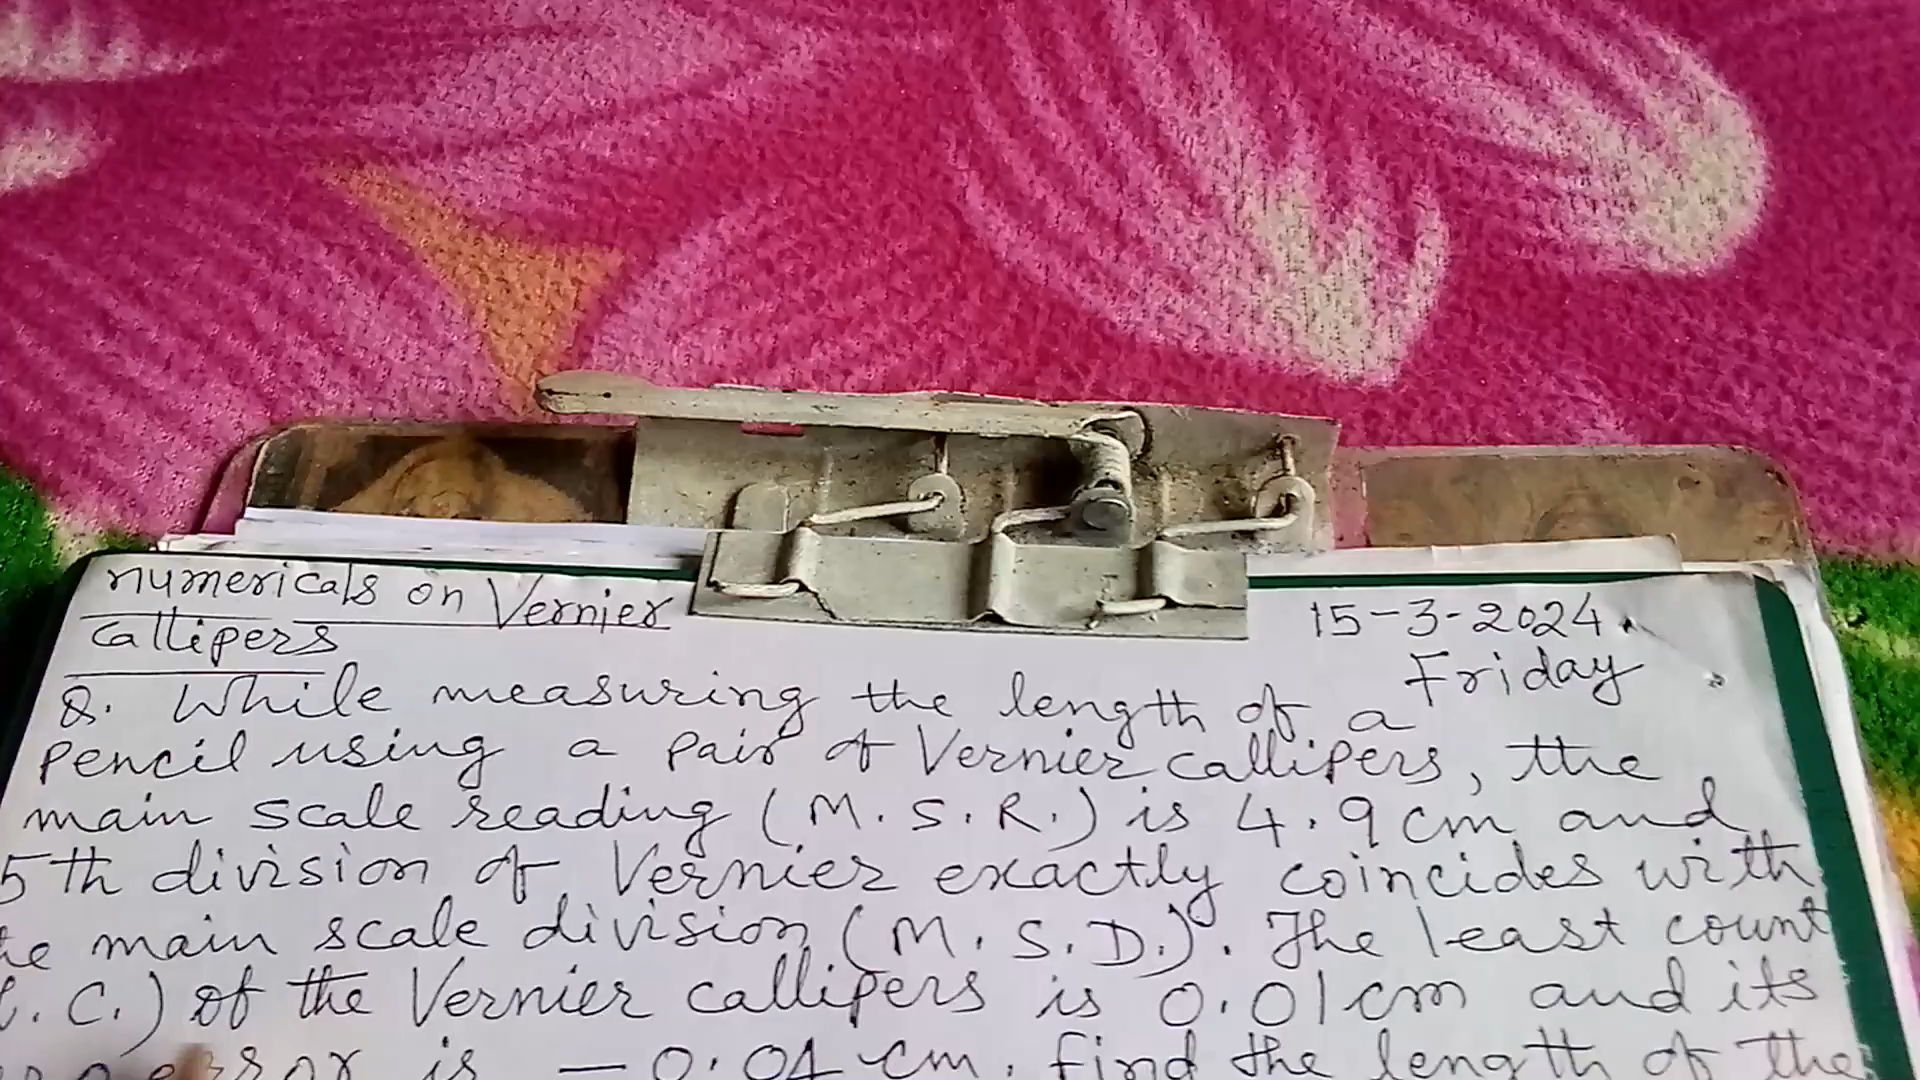 numericals on Vernier
callipers
15-3-2024.
Friday
Q. While measuring the length of a
pencil using a pair of Vernier callipers, the
main scale reading (M.S.R.) is 4.9 cm and
5th division of Vernier exactly coincides with
main scale division (M.S.D.). The least count
C.) of the Vernier callipers is 0.01 cm and its
error is -0.04 cm. find the length of the